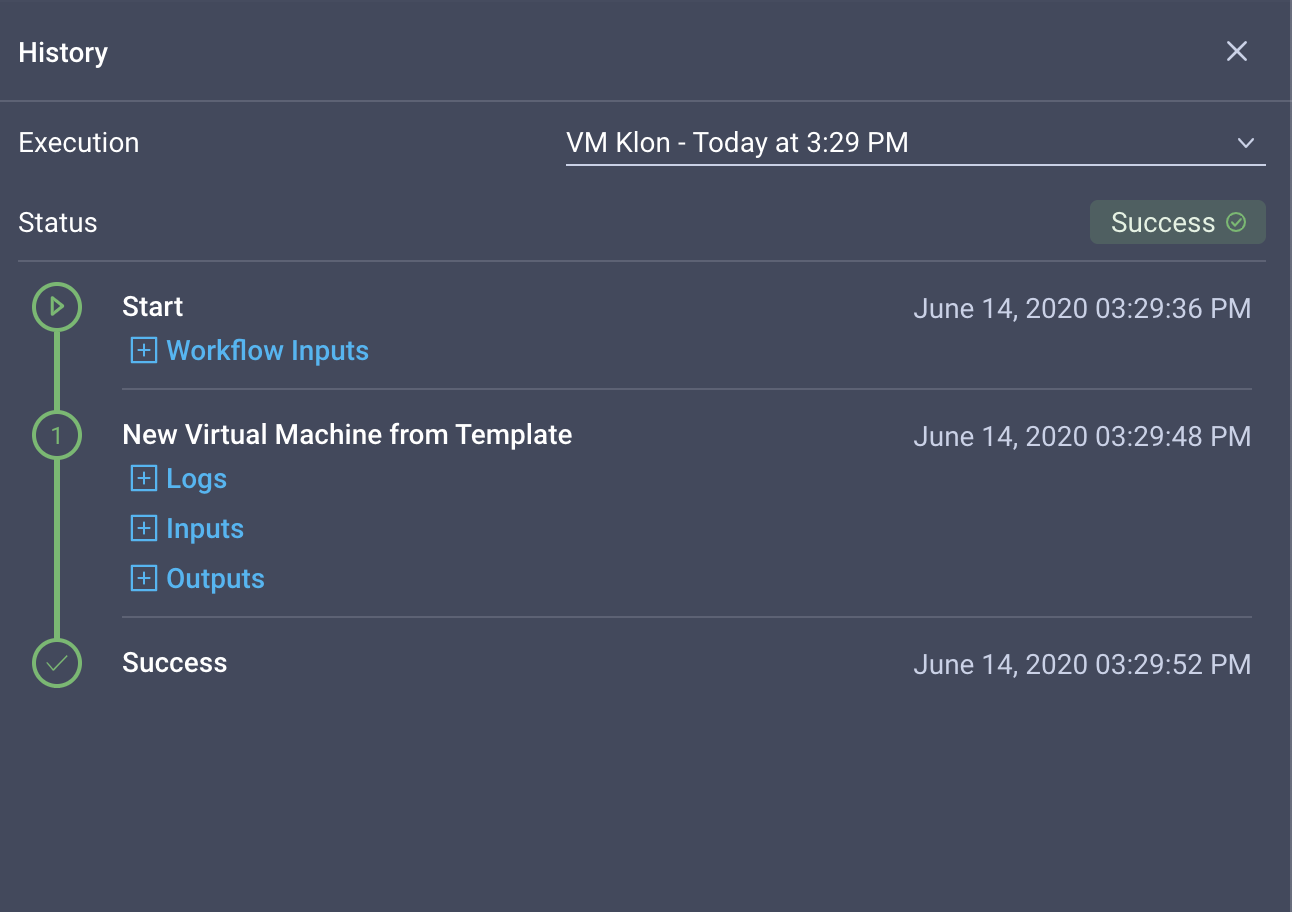 History
Execution
VM Klon - Today at 3:29 PM
Status
Success
Start
June 14, 2020 03:29:36 PM
Workflow Inputs
1
New Virtual Machine from Template
June 14, 2020 03:29:48 PM
Logs
Inputs
Outputs
Success
June 14, 2020 03:29:52 PM